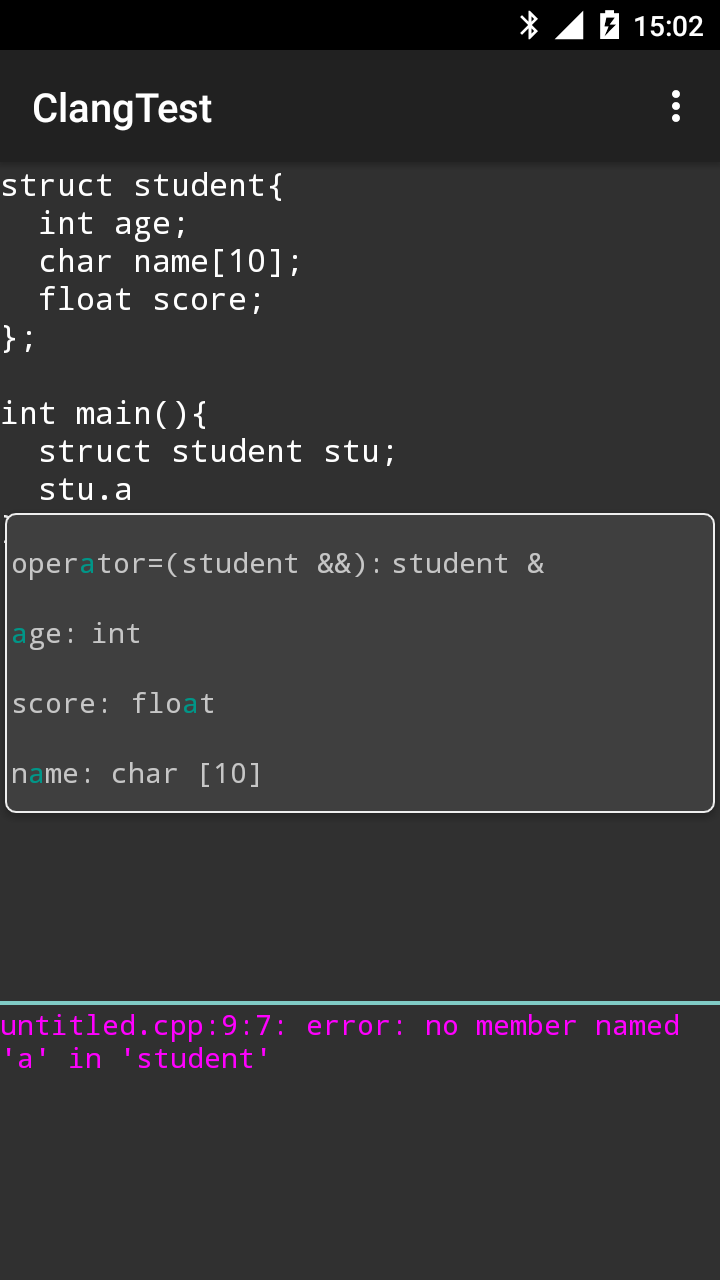 15:02
ClangTest
struct student{
  int age;
  char name[10];
  float score;
};
int main(){
  struct student stu;
  stu.a
operator=(student &&): student &
age: int
score: float
name: char [10]
untitled.cpp:9:7: error: no member named
'a' in 'student'